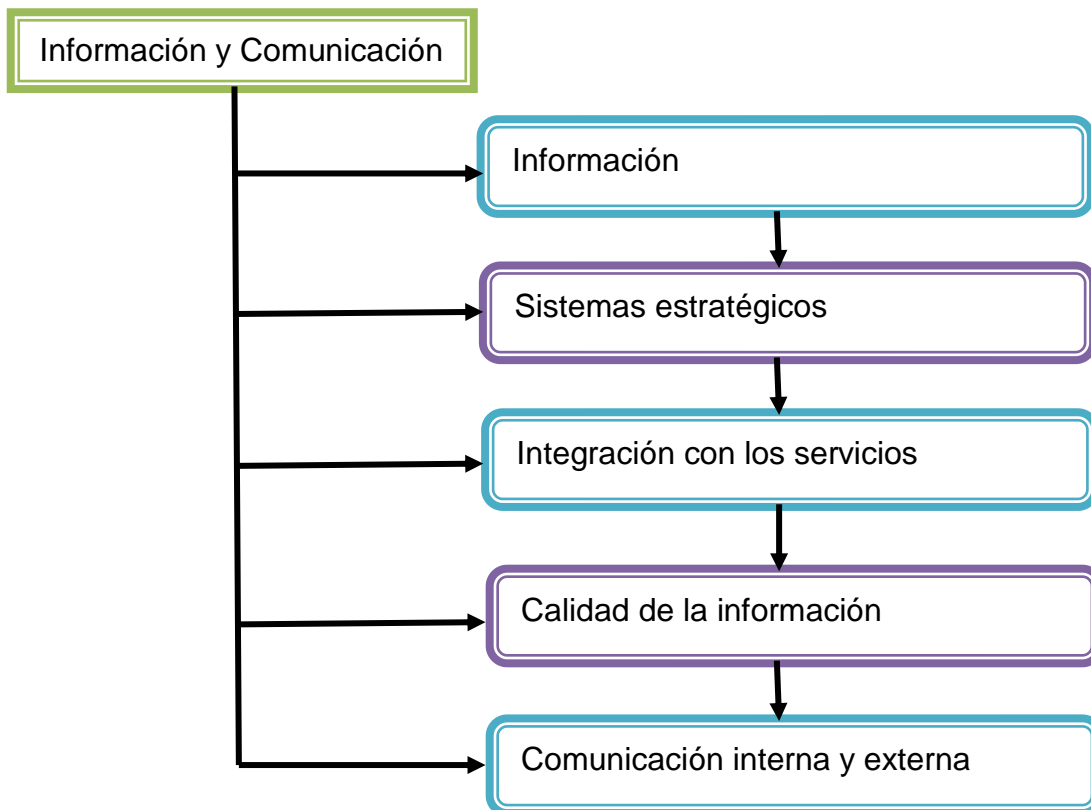 Información y Comunicación
Información
Sistemas estratégicos
Integración con los servicios
Calidad de la información
Comunicación interna y externa